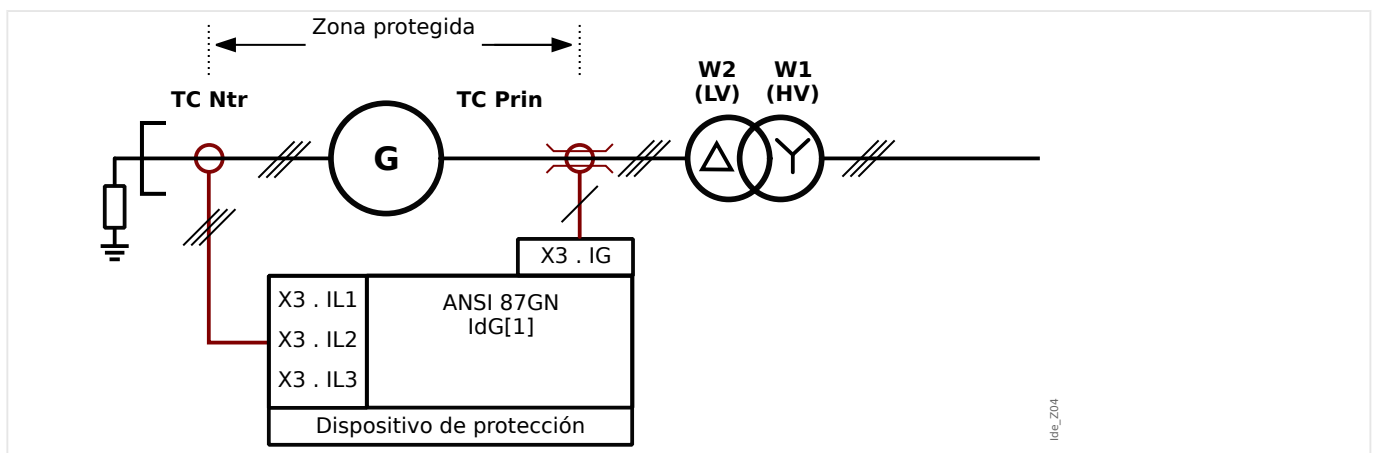 Zona protegida
W2 W1
(LV) (HV)
TC Ntr TC Prin
G
X3 . IG
X3 . IL1
X3 . IL2
X3 . IL3
ANSI 87GN
IdG[1]
Dispositivo de protección
Ide_Z04